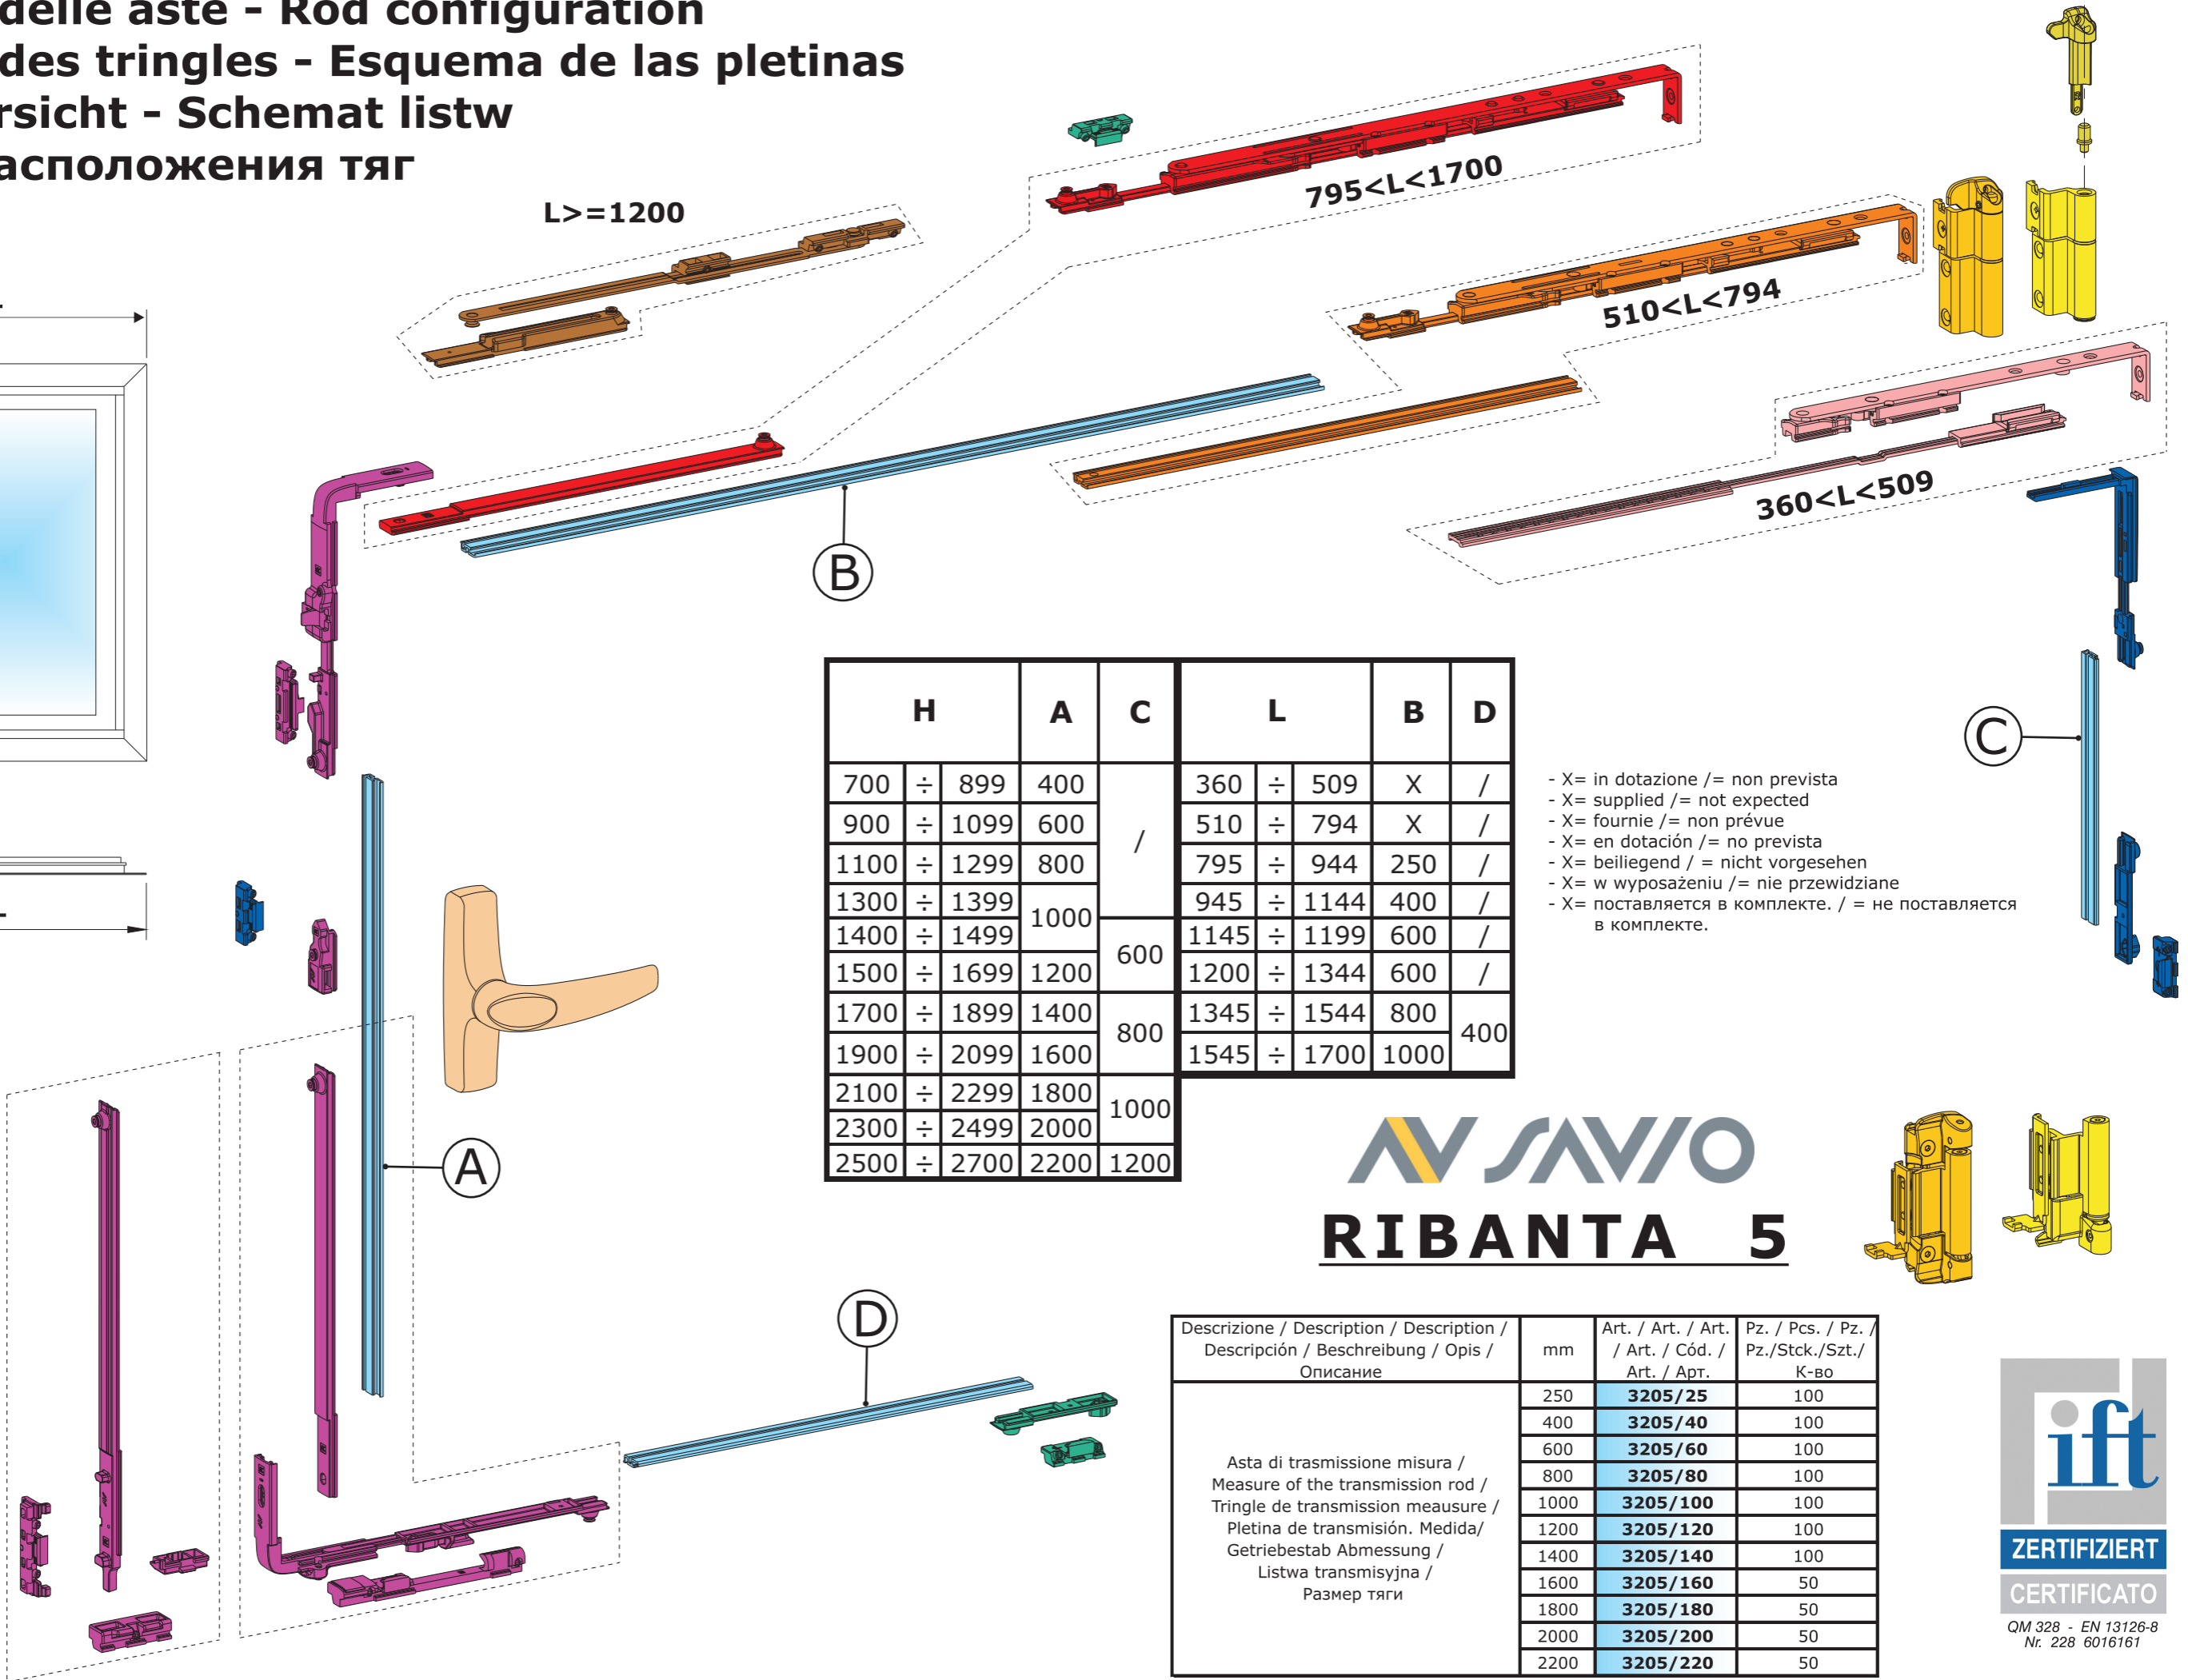 delle aste - Rod configuration
des tringles - Esquema de las pletinas
rsicht - Schemat listw
асположения тяг
L>=1200
795<L<1700
510<L<794
360<L<509
B
C
A
D
H A C L B D
700 ÷ 899 400 / 360 ÷ 509 X /
900 ÷ 1099 600 510 ÷ 794 X /
1100 ÷ 1299 800 795 ÷ 944 250 /
1300 ÷ 1399 1000 945 ÷ 1144 400 /
1400 ÷ 1499 600 1145 ÷ 1199 600 /
1500 ÷ 1699 1200 1200 ÷ 1344 600 /
1700 ÷ 1899 1400 800 1345 ÷ 1544 800 400
1900 ÷ 2099 1600 1545 ÷ 1700 1000
2100 ÷ 2299 1800 1000
2300 ÷ 2499 2000
2500 ÷ 2700 2200 1200
- X= in dotazione /= non prevista
- X= supplied /= not expected
- X= fournie /= non prévue
- X= en dotación /= no prevista
- X= beiliegend / = nicht vorgesehen
- X= w wyposażeniu /= nie przewidziane
- X= поставляется в комплекте. / = не поставляется
в комплекте.
SAVIO
RIBANTA 5
Descrizione / Description / Description /
Descripción / Beschreibung / Opis /
Описание
mm
Art. / Art. / Art.
/ Art. / Cód. /
Art. / Арт.
Pz. / Pcs. / Pz. /
Pz./Stck./Szt./
К-во
Asta di trasmissione misura /
Measure of the transmission rod /
Tringle de transmission meausure /
Pletina de transmisión. Medida/
Getriebestab Abmessung /
Listwa transmisyjna /
Размер тяги
250 3205/25 100
400 3205/40 100
600 3205/60 100
800 3205/80 100
1000 3205/100 100
1200 3205/120 100
1400 3205/140 100
1600 3205/160 50
1800 3205/180 50
2000 3205/200 50
2200 3205/220 50
ift
ZERTIFIZIERT
CERTIFICATO
QM 328 - EN 13126-8
Nr. 228 6016161